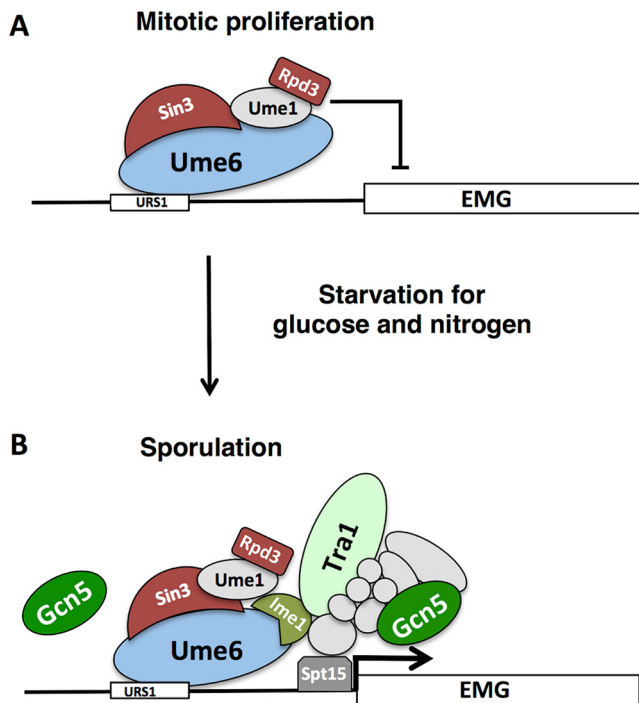 A
Mitotic proliferation
Rpd3
Sin3
Ume1
Ume6
URS1
EMG
Starvation for
glucose and nitrogen
B
Sporulation
Tra1
Rpd3
Gcn5
Ume1
Sin3
Ime1
Gcn5
Ume6
Spt15
URS1
EMG